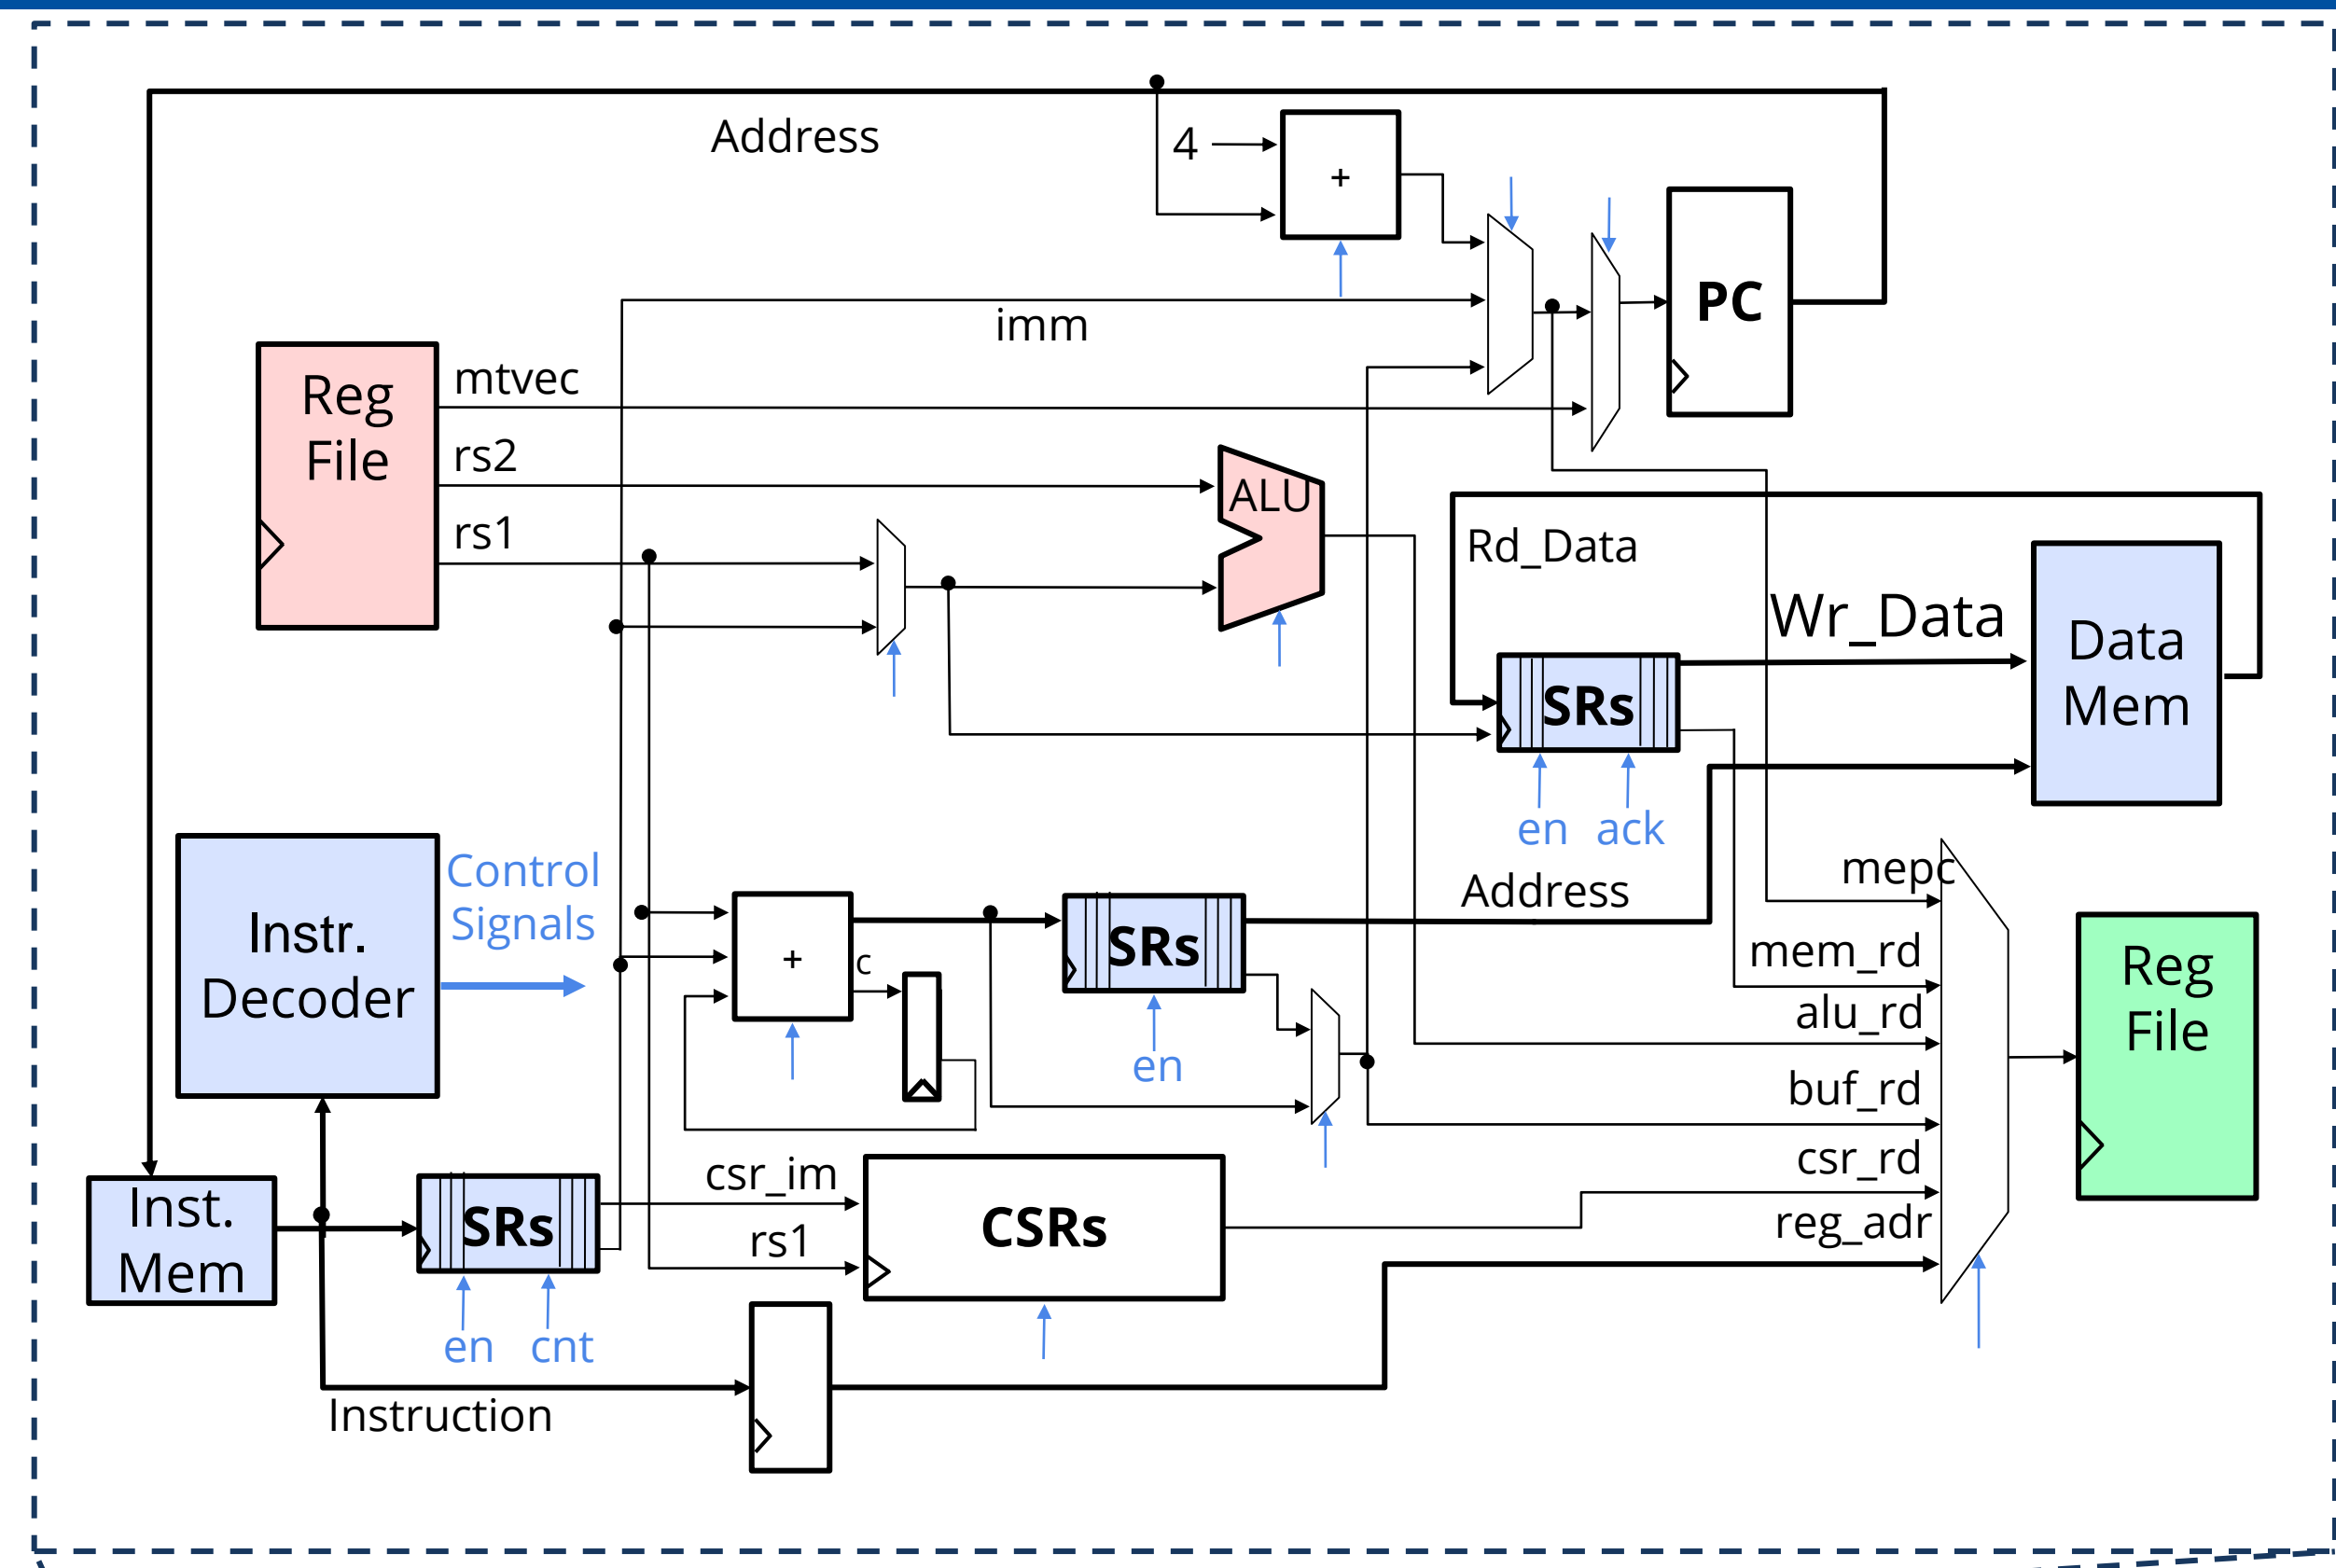 Address
4
+
imm
PC
Reg
File
mtvec
rs2
rs1
ALU
Rd_Data
Wr_Data
Data
Mem
SRs
en
ack
Instr.
Decoder
Control
Signals
+
c
SRs
en
Address
mepc
mem_rd
alu_rd
buf_rd
csr_rd
reg_adr
Reg
File
Inst.
Mem
SRs
en
cnt
csr_im
rs1
CSRs
Instruction